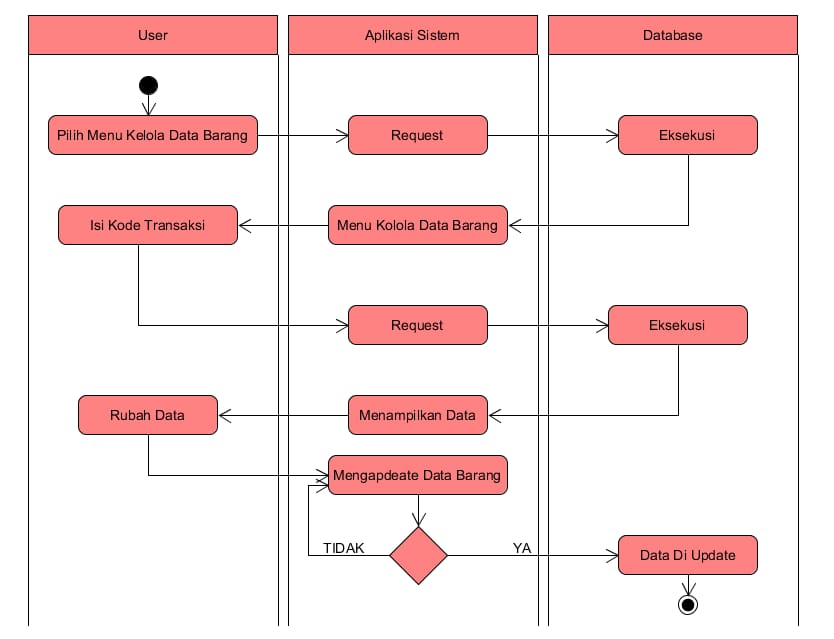 User
Aplikasi Sistem
Database
Pilih Menu Kelola Data Barang
Request
Eksekusi
Isi Kode Transaksi
Menu Kolola Data Barang
Request
Eksekusi
Rubah Data
Menampilkan Data
Mengapdeate Data Barang
TIDAK
YA
Data Di Update